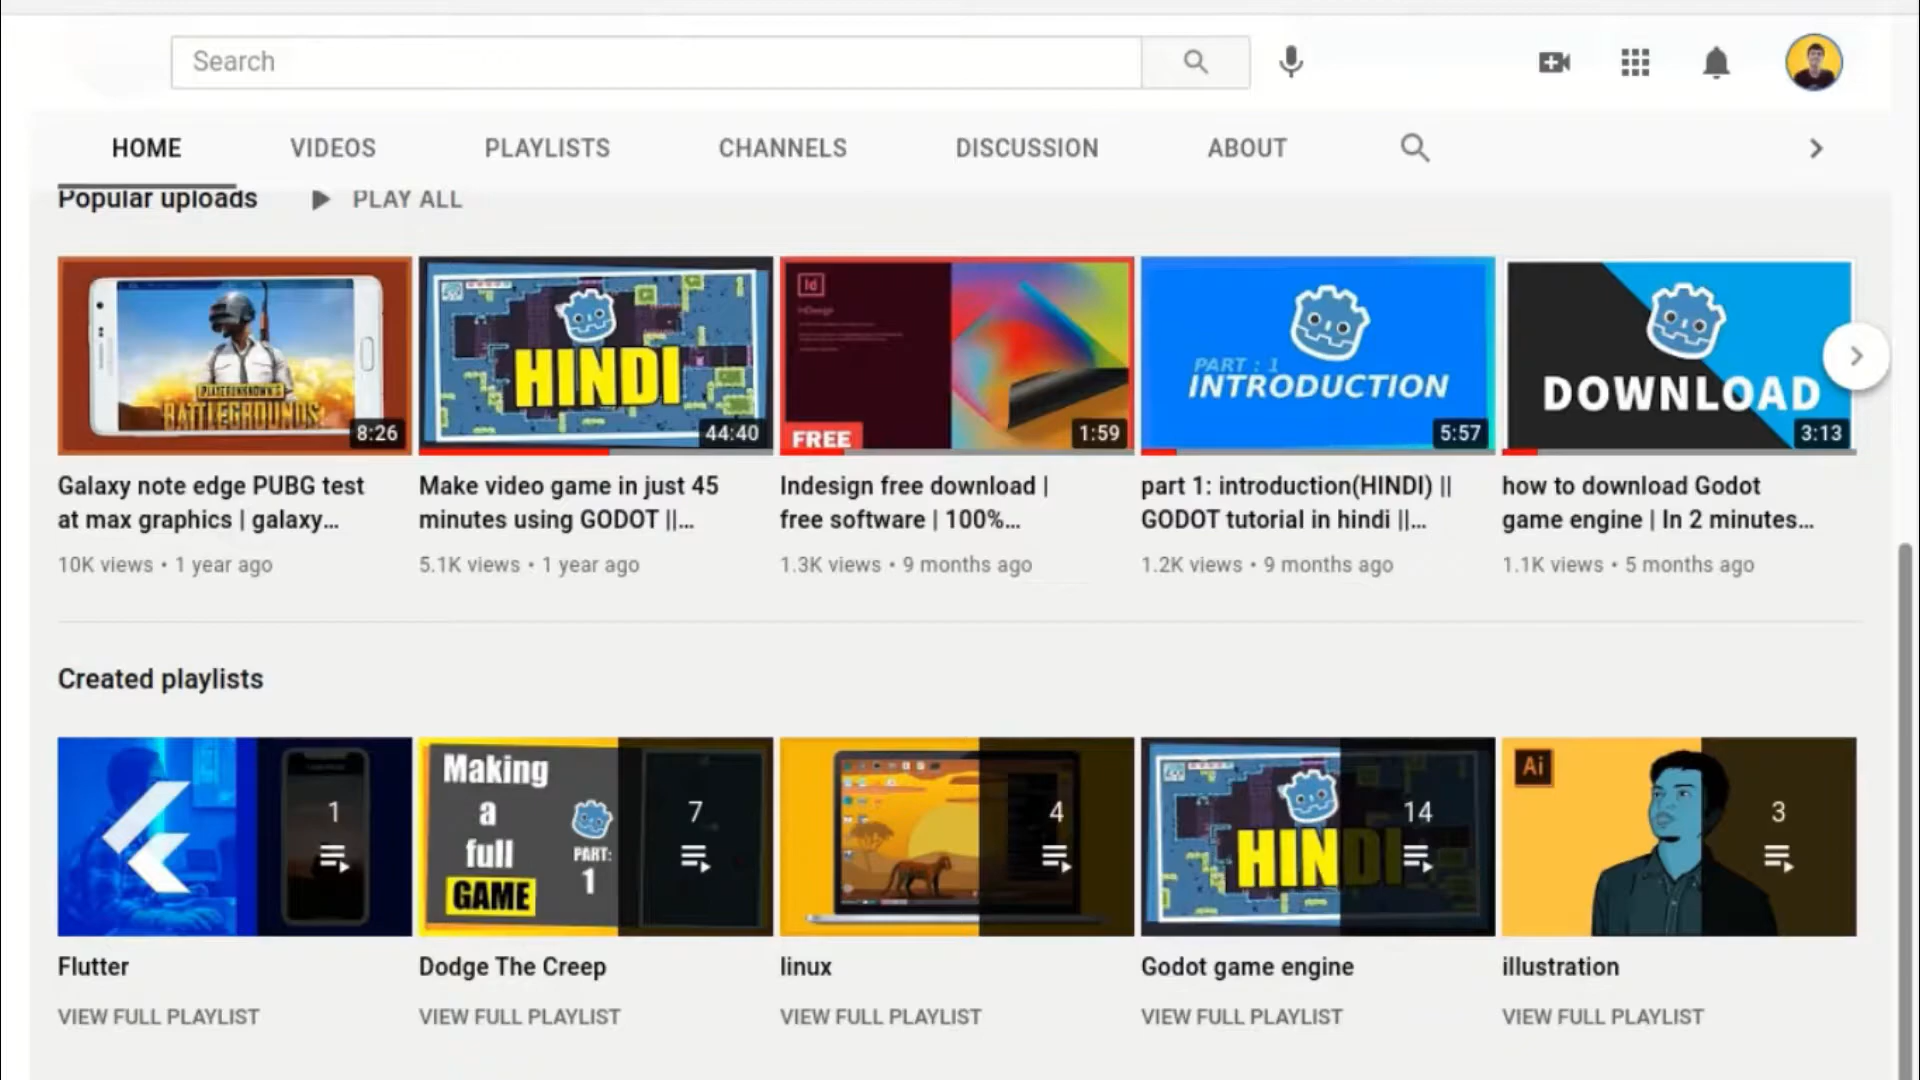 Search
HOME VIDEOS PLAYLISTS CHANNELS DISCUSSION ABOUT
Popular uploads PLAY ALL
PLAYERUNKNOWN'S
BATTLEGROUNDS
8:26
HINDI
44:40
Id
InDesign
FREE
1:59
PART : 1
INTRODUCTION
5:57
DOWNLOAD
3:13
Galaxy note edge PUBG test
at max graphics | galaxy...
10K views • 1 year ago
Make video game in just 45
minutes using GODOT ||...
5.1K views • 1 year ago
Indesign free download |
free software | 100%...
1.3K views • 9 months ago
part 1: introduction(HINDI) ||
GODOT tutorial in hindi ||...
1.2K views • 9 months ago
how to download Godot
game engine | In 2 minutes...
1.1K views • 5 months ago
Created playlists
1
Making
a
full
GAME
PART:
1
7
4
HINDI
14
Ai
3
Flutter
VIEW FULL PLAYLIST
Dodge The Creep
VIEW FULL PLAYLIST
linux
VIEW FULL PLAYLIST
Godot game engine
VIEW FULL PLAYLIST
illustration
VIEW FULL PLAYLIST